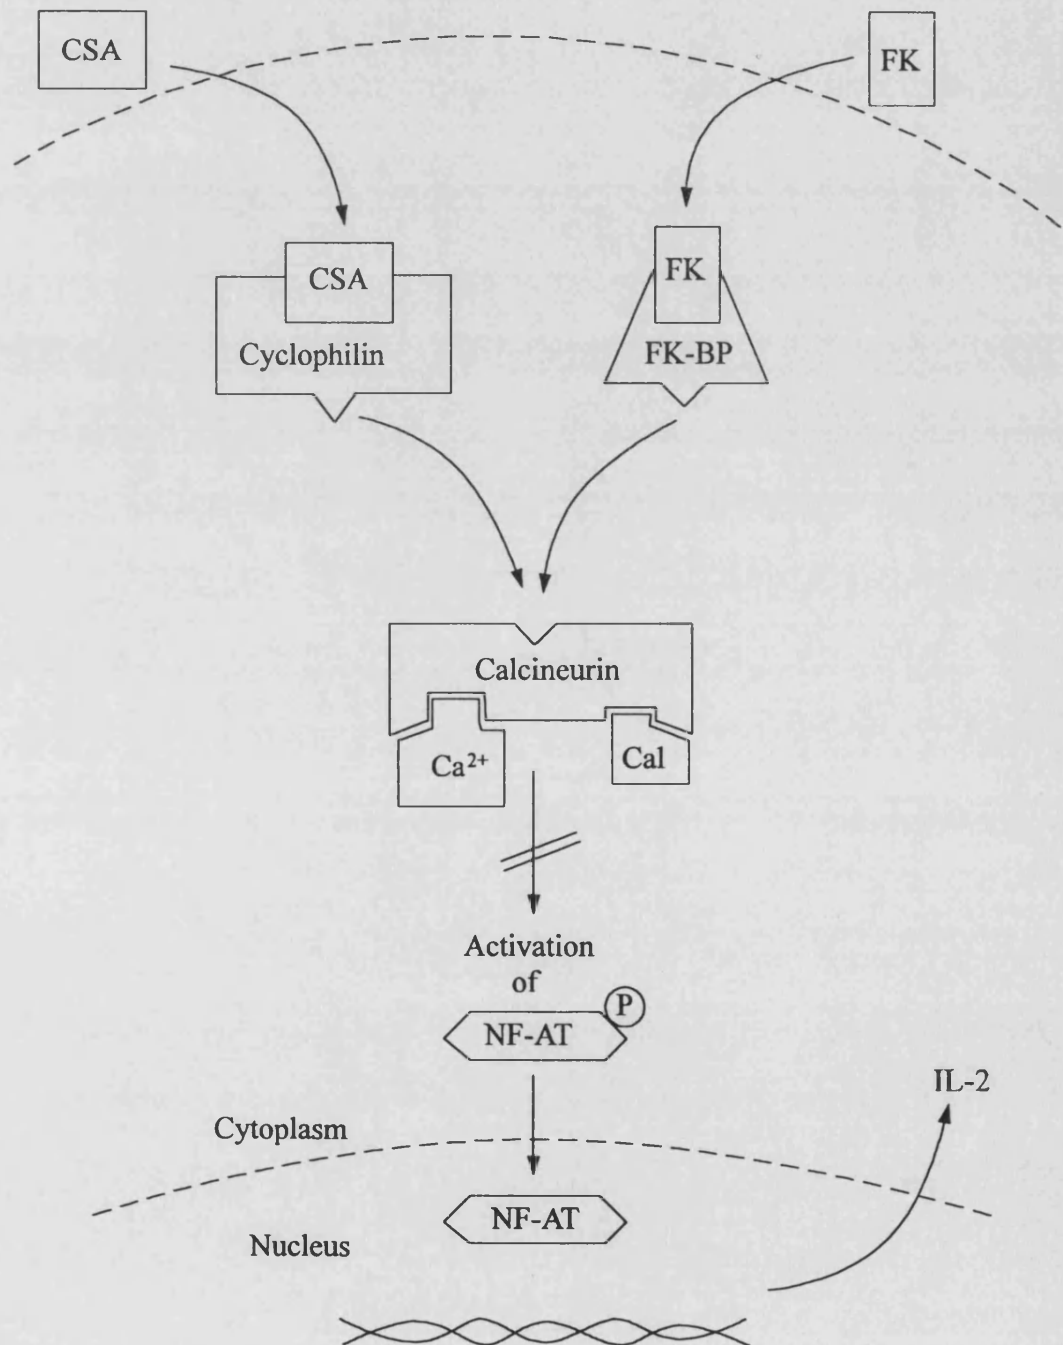 CSA
FK
CSA
FK
Cyclophilin
FK-BP
Calcineurin
Ca²⁺
Cal
Activation
of
P
NF-AT
IL-2
Cytoplasm
NF-AT
Nucleus